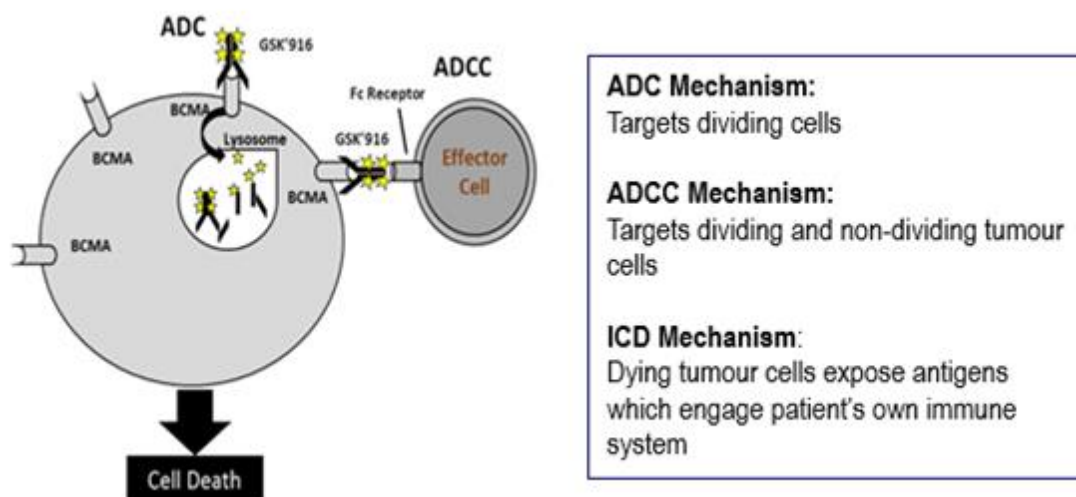 ADC
GSK'916
ADCC
Fc Receptor
BCMA
Lysosome
GSK'916
BCMA
Effector
Cell
BCMA
BCMA
Cell Death
ADC Mechanism:
Targets dividing cells
ADCC Mechanism:
Targets dividing and non-dividing tumour
cells
ICD Mechanism:
Dying tumour cells expose antigens
which engage patient's own immune
system